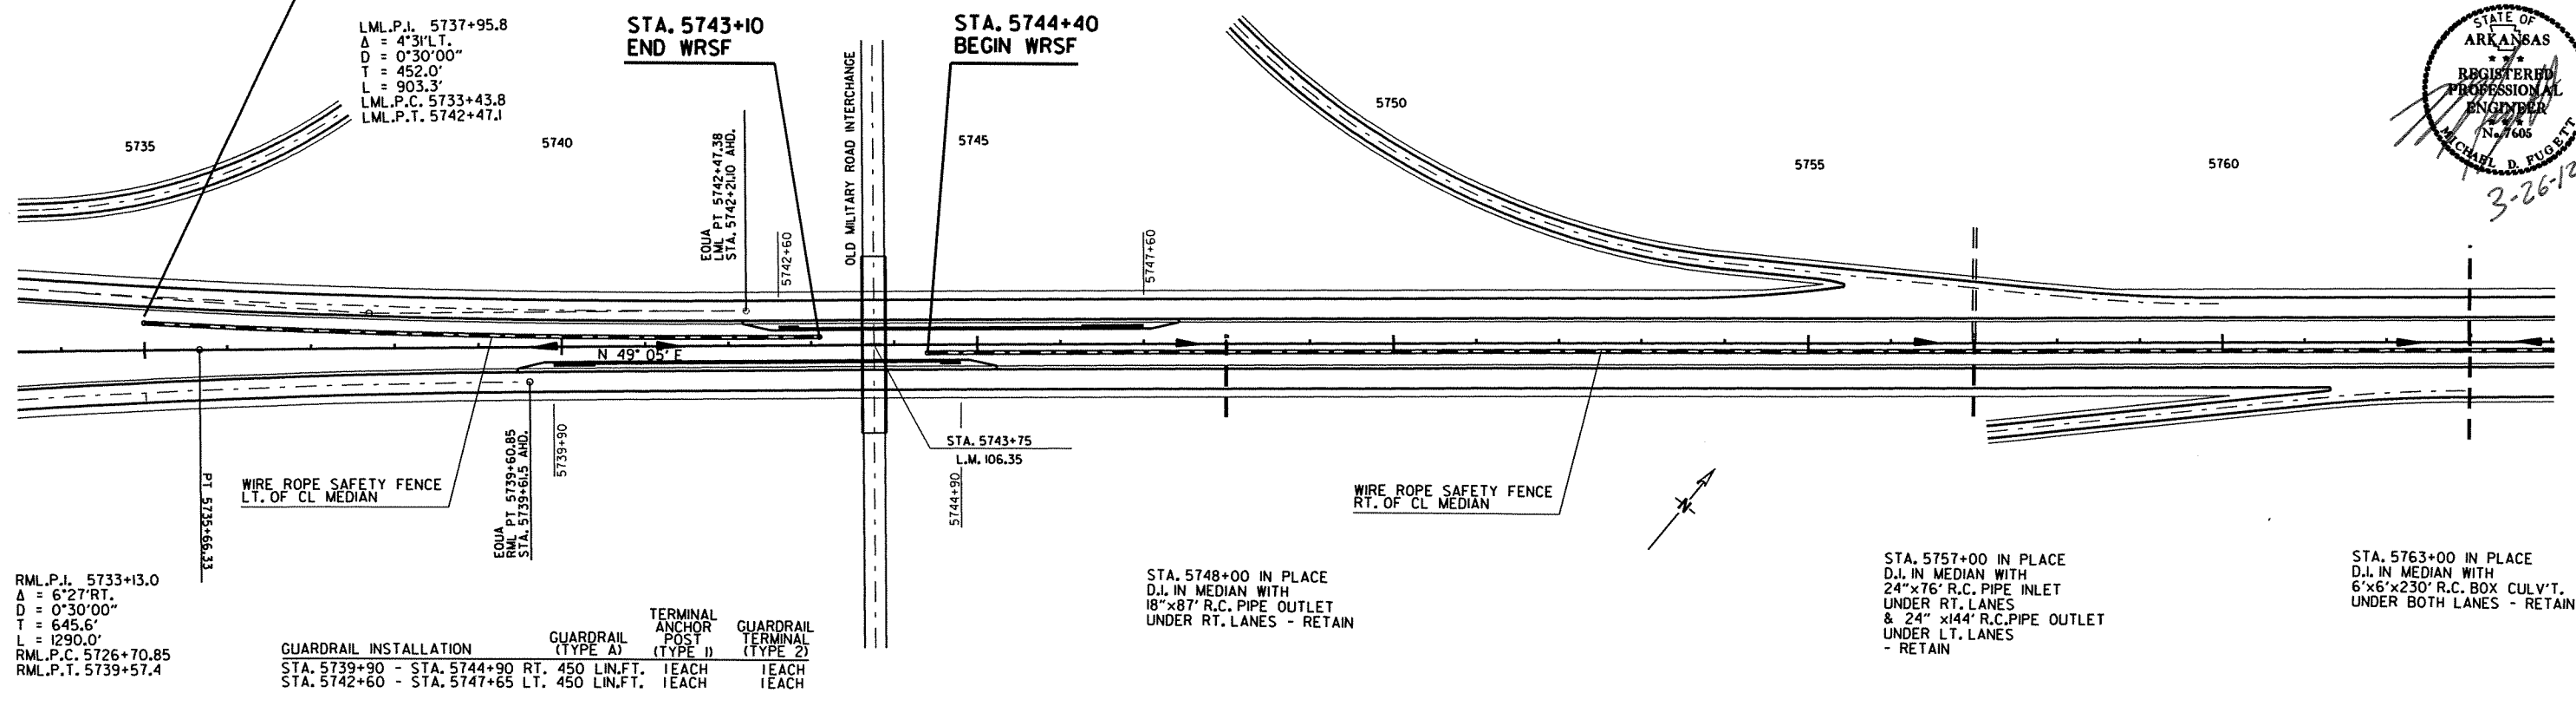 LML.P.I. 5737+95.8
Δ = 4°31'LT.
D = 0°30'00"
T = 452.0'
L = 903.3'
LML.P.C. 5733+43.8
LML.P.T. 5742+47.1
STA. 5743+10
END WRSF
STA. 5744+40
BEGIN WRSF
STATE OF
ARKANSAS
★ ★ ★
REGISTERED
PROFESSIONAL
ENGINEER
★ ★ ★
No. 7605
MICHAEL D. FUGETT
3-26-12
5735
5740
5745
5750
5755
5760
OLD MILITARY ROAD INTERCHANGE
EQUA
LML PT 5742+47.38
STA. 5742+21.10 AHD.
5742+60
5747+60
N 49° 05' E
PT 5735+66.33
WIRE ROPE SAFETY FENCE
LT. OF CL MEDIAN
EQUA
RML PT 5739+60.85
STA. 5739+61.5 AHD.
5739+90
STA. 5743+75
L.M. 106.35
5744+90
WIRE ROPE SAFETY FENCE
RT. OF CL MEDIAN
N
RML.P.I. 5733+13.0
Δ = 6°27'RT.
D = 0°30'00"
T = 645.6'
L = 1290.0'
RML.P.C. 5726+70.85
RML.P.T. 5739+57.4
GUARDRAIL INSTALLATION
GUARDRAIL
(TYPE A)
TERMINAL
ANCHOR
POST
(TYPE 1)
GUARDRAIL
TERMINAL
(TYPE 2)
STA. 5739+90 - STA. 5744+90 RT. 450 LIN.FT. 1EACH 1EACH
STA. 5742+60 - STA. 5747+65 LT. 450 LIN.FT. 1EACH 1EACH
STA. 5748+00 IN PLACE
D.I. IN MEDIAN WITH
18"x87' R.C. PIPE OUTLET
UNDER RT. LANES - RETAIN
STA. 5757+00 IN PLACE
D.I. IN MEDIAN WITH
24"x76' R.C. PIPE INLET
UNDER RT. LANES
& 24" x144' R.C.PIPE OUTLET
UNDER LT. LANES
- RETAIN
STA. 5763+00 IN PLACE
D.I. IN MEDIAN WITH
6'x6'x230' R.C. BOX CULV'T.
UNDER BOTH LANES - RETAIN